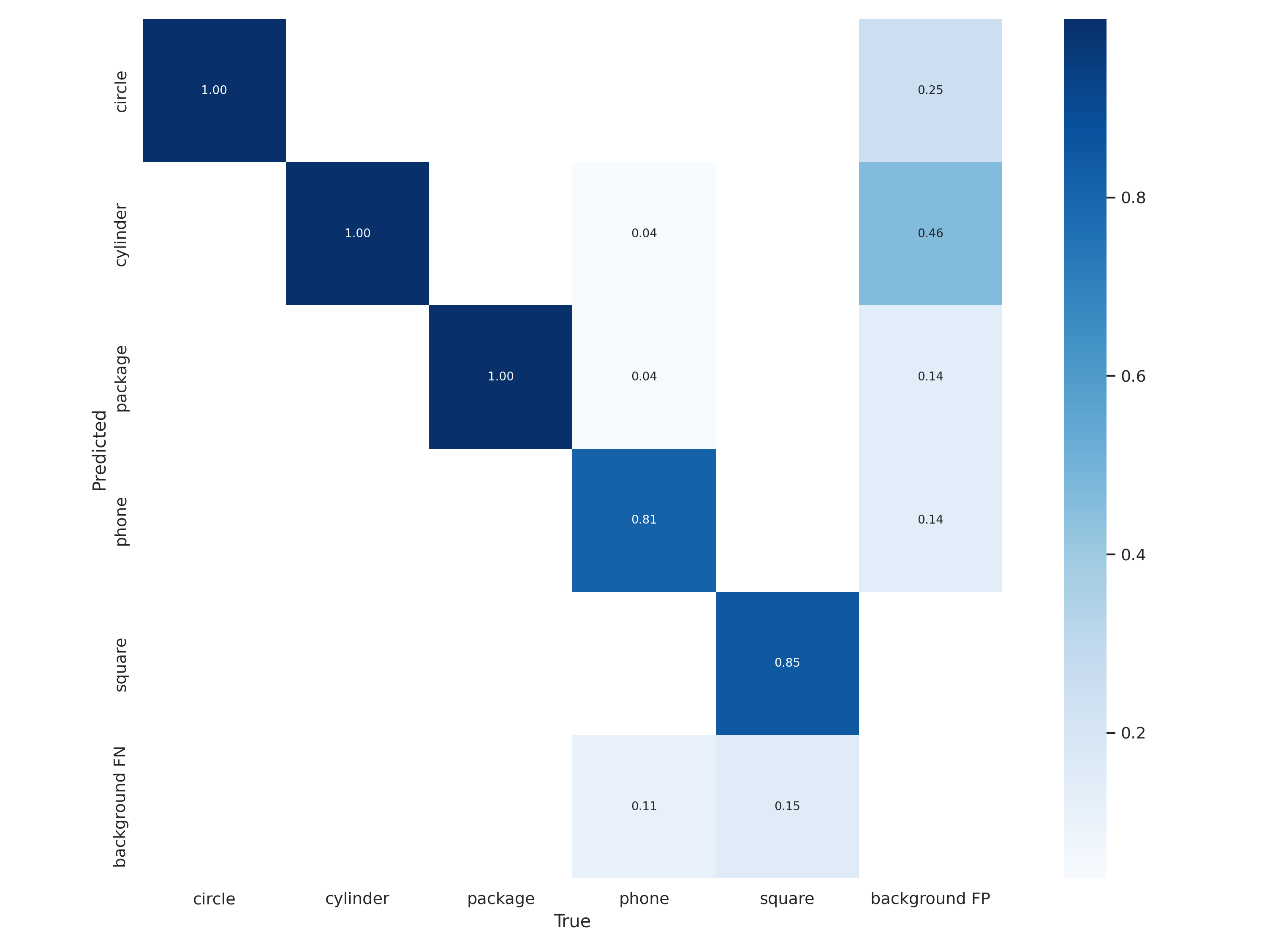 circle
1.00
0.25
cylinder
1.00
0.04
0.46
0.8
package
1.00
0.04
0.14
0.6
Predicted
phone
0.81
0.14
0.4
square
0.85
0.2
background FN
0.11
0.15
circle
cylinder
package
phone
square
background FP
True